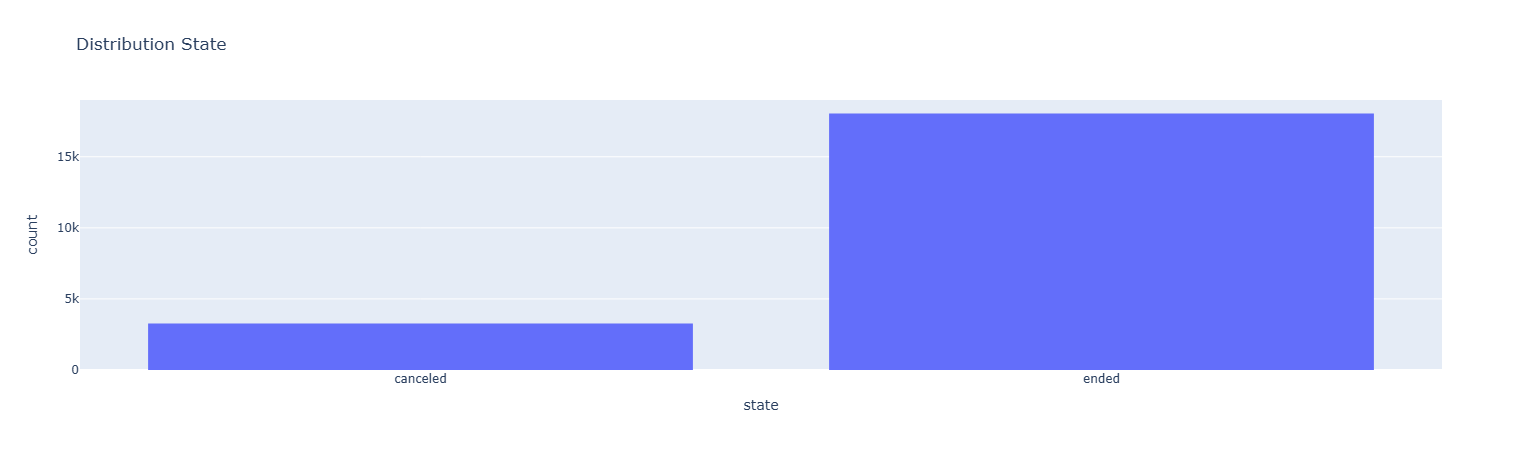 Distribution State
15k
10k
5k
0
count
canceled
ended
state